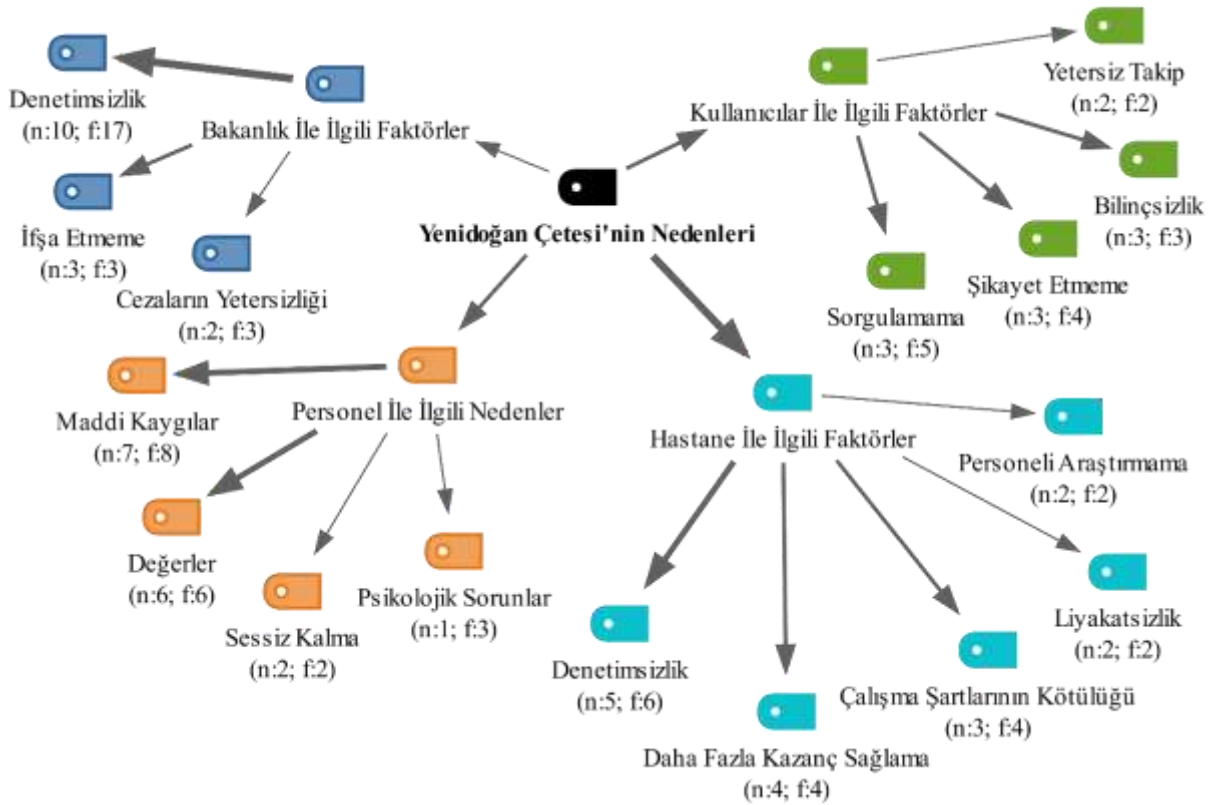 Denetimsizlik
(n:10; f:17)
Bakanlık İle İlgili Faktörler
İfşa Etmeme
(n:3; f:3)
Cezaların Yetersizliği
(n:2; f:3)
Kullanıcılar İle İlgili Faktörler
Yetersiz Takip
(n:2; f:2)
Bilinçsizlik
(n:3; f:3)
Şikayet Etmeme
(n:3; f:4)
Sorgulamama
(n:3; f:5)
Yenidoğan Çetesi'nin Nedenleri
Personel İle İlgili Nedenler
Maddi Kaygılar
(n:7; f:8)
Değerler
(n:6; f:6)
Sessiz Kalma
(n:2; f:2)
Psikolojik Sorunlar
(n:1; f:3)
Hastane İle İlgili Faktörler
Personeli Araştırmama
(n:2; f:2)
Liyakatsizlik
(n:2; f:2)
Çalışma Şartlarının Kötülüğü
(n:3; f:4)
Denetimsizlik
(n:5; f:6)
Daha Fazla Kazanç Sağlama
(n:4; f:4)